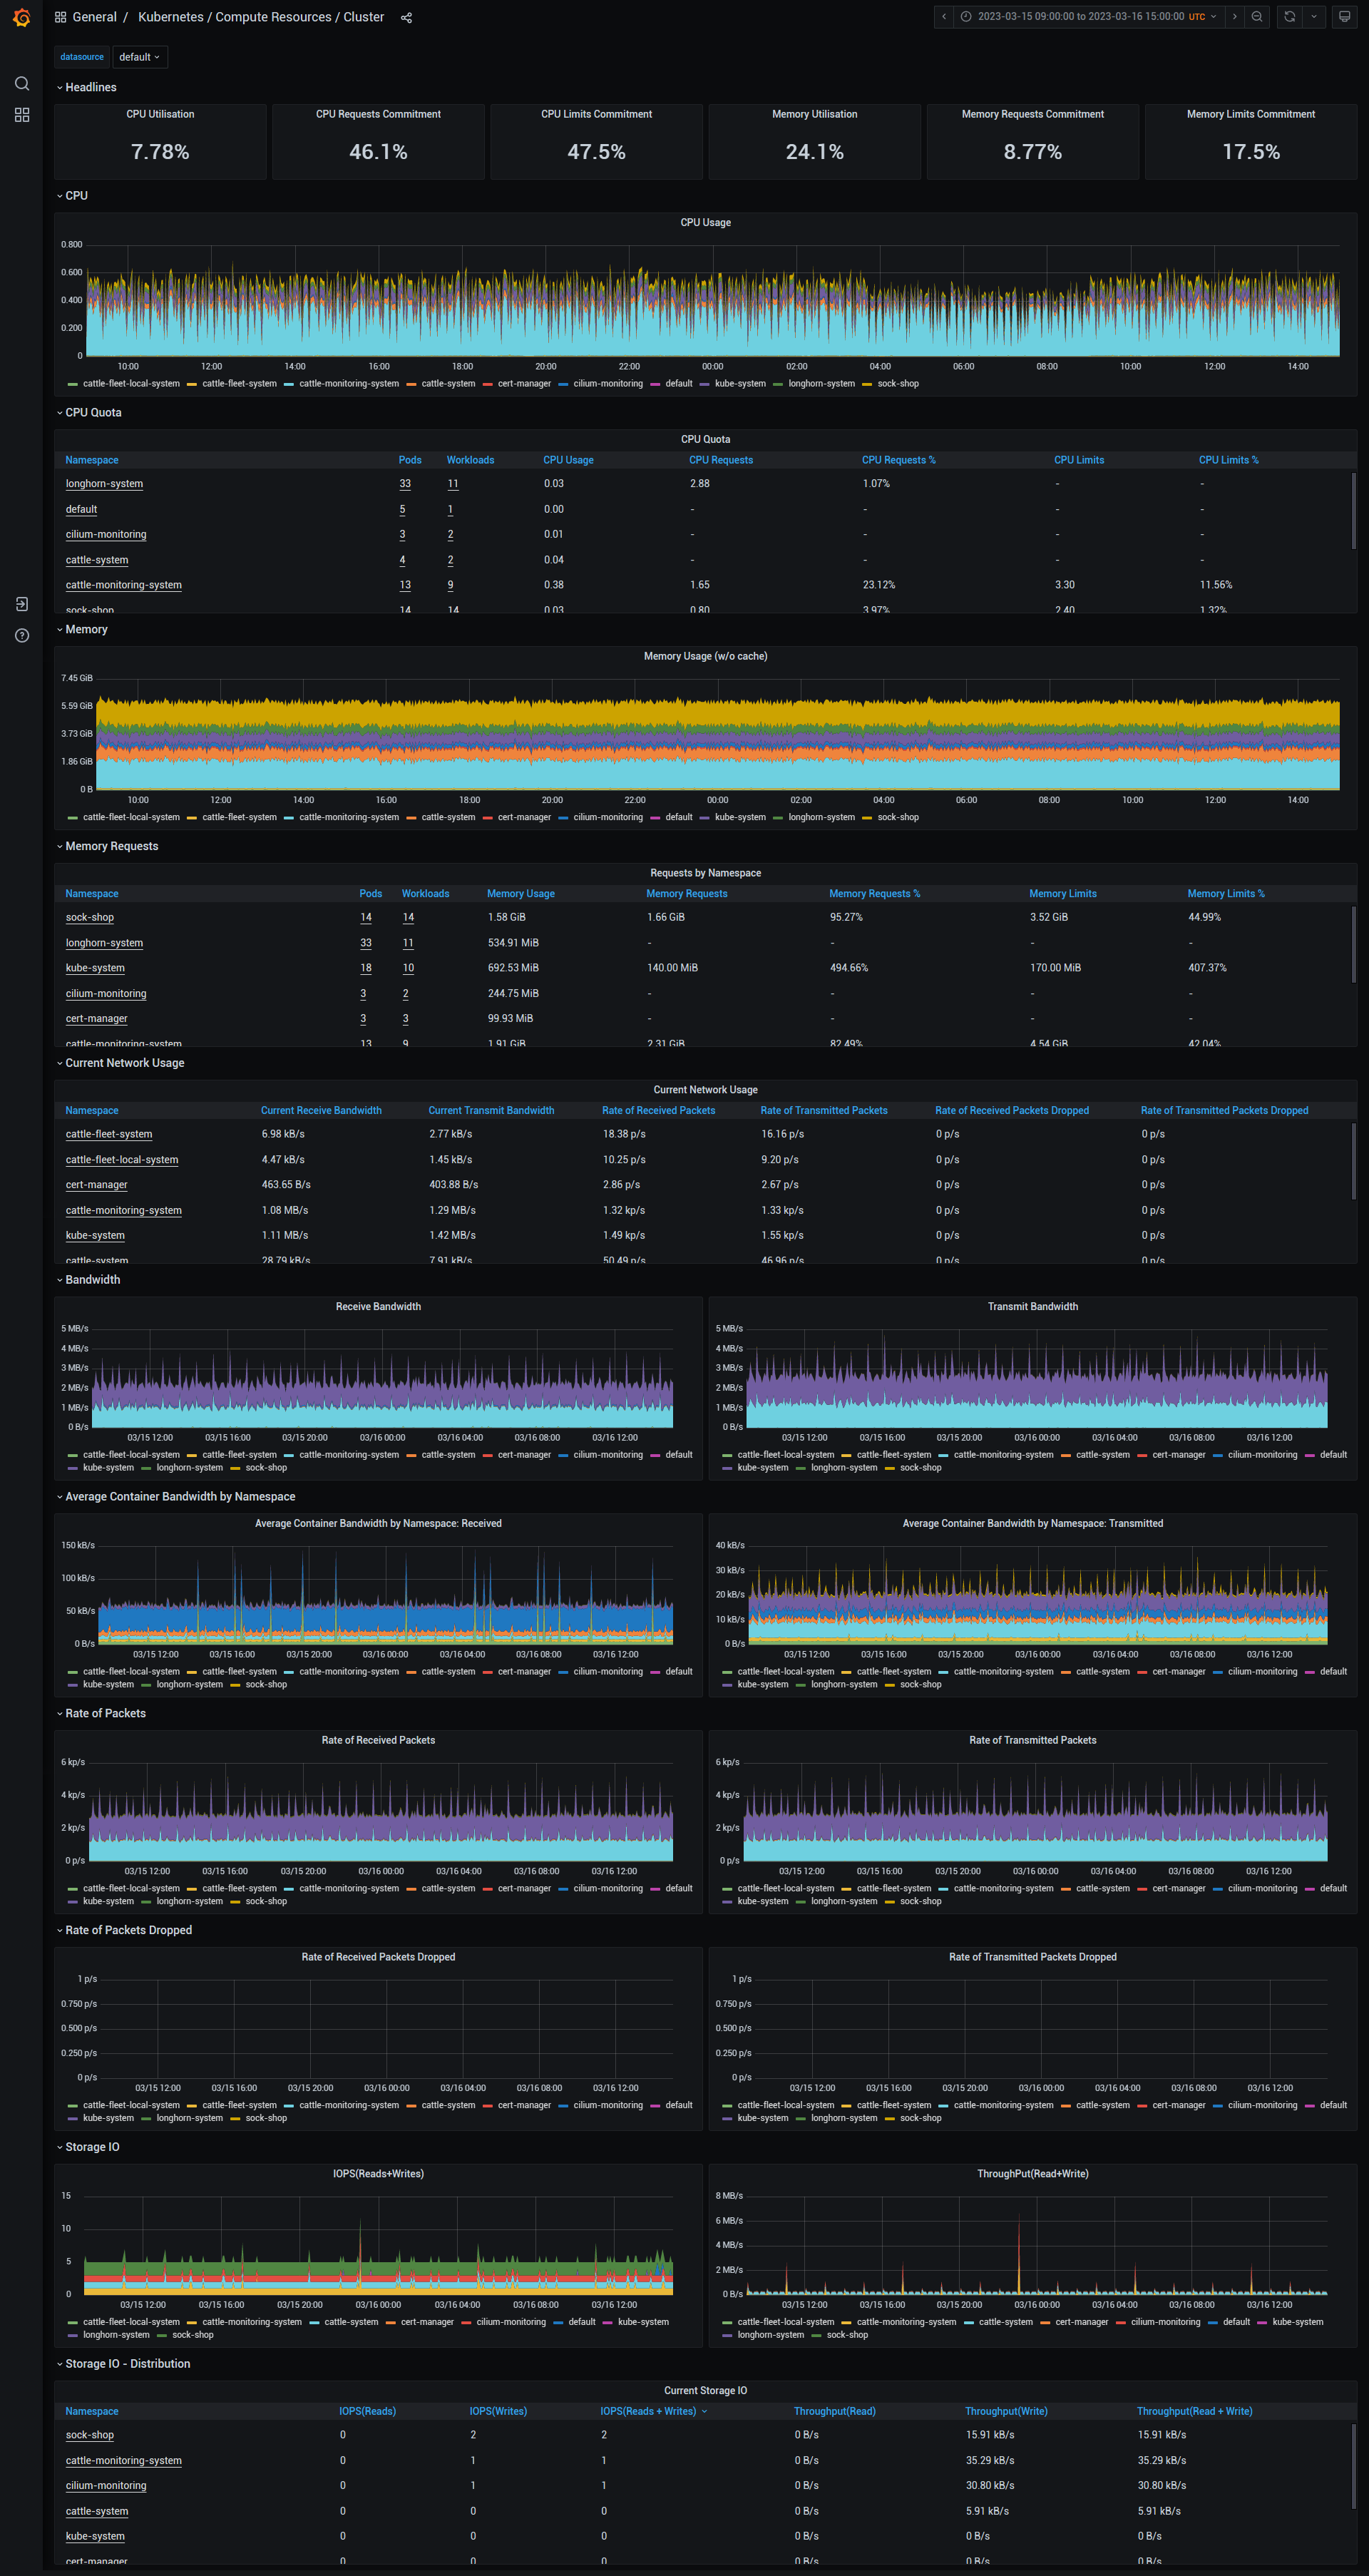 General / Kubernetes / Compute Resources / Cluster
2023-03-15 09:00:00 to 2023-03-16 15:00:00 UTC
datasource default
Headlines
CPU Utilisation CPU Requests Commitment CPU Limits Commitment Memory Utilisation Memory Requests Commitment Memory Limits Commitment
7.78% 46.1% 47.5% 24.1% 8.77% 17.5%
CPU
CPU Usage
0.800
0.600
0.400
0.200
0
10:00 12:00 14:00 16:00 18:00 20:00 22:00 00:00 02:00 04:00 06:00 08:00 10:00 12:00 14:00
cattle-fleet-local-system cattle-fleet-system cattle-monitoring-system cattle-system cert-manager cilium-monitoring default kube-system longhorn-system sock-shop
CPU Quota
CPU Quota
Namespace Pods Workloads CPU Usage CPU Requests CPU Requests % CPU Limits CPU Limits %
longhorn-system 33 11 0.03 2.88 1.07% - -
default 5 1 0.00 - - - -
cilium-monitoring 3 2 0.01 - - - -
cattle-system 4 2 0.04 - - - -
cattle-monitoring-system 13 9 0.38 1.65 23.12% 3.30 11.56%
sock-shop 14 14 0.03 0.80 3.97% 2.40 1.32%
Memory
Memory Usage (w/o cache)
7.45 GiB
5.59 GiB
3.73 GiB
1.86 GiB
0 B
10:00 12:00 14:00 16:00 18:00 20:00 22:00 00:00 02:00 04:00 06:00 08:00 10:00 12:00 14:00
cattle-fleet-local-system cattle-fleet-system cattle-monitoring-system cattle-system cert-manager cilium-monitoring default kube-system longhorn-system sock-shop
Memory Requests
Requests by Namespace
Namespace Pods Workloads Memory Usage Memory Requests Memory Requests % Memory Limits Memory Limits %
sock-shop 14 14 1.58 GiB 1.66 GiB 95.27% 3.52 GiB 44.99%
longhorn-system 33 11 534.91 MiB - - - -
kube-system 18 10 692.53 MiB 140.00 MiB 494.66% 170.00 MiB 407.37%
cilium-monitoring 3 2 244.75 MiB - - - -
cert-manager 3 3 99.93 MiB - - - -
cattle-monitoring-system 13 9 1.91 GiB 2.31 GiB 82.49% 4.54 GiB 42.04%
Current Network Usage
Current Network Usage
Namespace Current Receive Bandwidth Current Transmit Bandwidth Rate of Received Packets Rate of Transmitted Packets Rate of Received Packets Dropped Rate of Transmitted Packets Dropped
cattle-fleet-system 6.98 kB/s 2.77 kB/s 18.38 p/s 16.16 p/s 0 p/s 0 p/s
cattle-fleet-local-system 4.47 kB/s 1.45 kB/s 10.25 p/s 9.20 p/s 0 p/s 0 p/s
cert-manager 463.65 B/s 403.88 B/s 2.86 p/s 2.67 p/s 0 p/s 0 p/s
cattle-monitoring-system 1.08 MB/s 1.29 MB/s 1.32 kp/s 1.33 kp/s 0 p/s 0 p/s
kube-system 1.11 MB/s 1.42 MB/s 1.49 kp/s 1.55 kp/s 0 p/s 0 p/s
cattle-system 28.79 kB/s 7.91 kB/s 50.49 p/s 46.96 p/s 0 p/s 0 p/s
Bandwidth
Receive Bandwidth
5 MB/s
4 MB/s
3 MB/s
2 MB/s
1 MB/s
0 B/s
03/15 12:00 03/15 16:00 03/15 20:00 03/16 00:00 03/16 04:00 03/16 08:00 03/16 12:00
cattle-fleet-local-system cattle-fleet-system cattle-monitoring-system cattle-system cert-manager cilium-monitoring default
kube-system longhorn-system sock-shop
Transmit Bandwidth
5 MB/s
4 MB/s
3 MB/s
2 MB/s
1 MB/s
0 B/s
03/15 12:00 03/15 16:00 03/15 20:00 03/16 00:00 03/16 04:00 03/16 08:00 03/16 12:00
cattle-fleet-local-system cattle-fleet-system cattle-monitoring-system cattle-system cert-manager cilium-monitoring default
kube-system longhorn-system sock-shop
Average Container Bandwidth by Namespace
Average Container Bandwidth by Namespace: Received
150 kB/s
100 kB/s
50 kB/s
0 B/s
03/15 12:00 03/15 16:00 03/15 20:00 03/16 00:00 03/16 04:00 03/16 08:00 03/16 12:00
cattle-fleet-local-system cattle-fleet-system cattle-monitoring-system cattle-system cert-manager cilium-monitoring default
kube-system longhorn-system sock-shop
Average Container Bandwidth by Namespace: Transmitted
40 kB/s
30 kB/s
20 kB/s
10 kB/s
0 B/s
03/15 12:00 03/15 16:00 03/15 20:00 03/16 00:00 03/16 04:00 03/16 08:00 03/16 12:00
cattle-fleet-local-system cattle-fleet-system cattle-monitoring-system cattle-system cert-manager cilium-monitoring default
kube-system longhorn-system sock-shop
Rate of Packets
Rate of Received Packets
6 kp/s
4 kp/s
2 kp/s
0 p/s
03/15 12:00 03/15 16:00 03/15 20:00 03/16 00:00 03/16 04:00 03/16 08:00 03/16 12:00
cattle-fleet-local-system cattle-fleet-system cattle-monitoring-system cattle-system cert-manager cilium-monitoring default
kube-system longhorn-system sock-shop
Rate of Transmitted Packets
6 kp/s
4 kp/s
2 kp/s
0 p/s
03/15 12:00 03/15 16:00 03/15 20:00 03/16 00:00 03/16 04:00 03/16 08:00 03/16 12:00
cattle-fleet-local-system cattle-fleet-system cattle-monitoring-system cattle-system cert-manager cilium-monitoring default
kube-system longhorn-system sock-shop
Rate of Packets Dropped
Rate of Received Packets Dropped
1 p/s
0.750 p/s
0.500 p/s
0.250 p/s
0 p/s
03/15 12:00 03/15 16:00 03/15 20:00 03/16 00:00 03/16 04:00 03/16 08:00 03/16 12:00
cattle-fleet-local-system cattle-fleet-system cattle-monitoring-system cattle-system cert-manager cilium-monitoring default
kube-system longhorn-system sock-shop
Rate of Transmitted Packets Dropped
1 p/s
0.750 p/s
0.500 p/s
0.250 p/s
0 p/s
03/15 12:00 03/15 16:00 03/15 20:00 03/16 00:00 03/16 04:00 03/16 08:00 03/16 12:00
cattle-fleet-local-system cattle-fleet-system cattle-monitoring-system cattle-system cert-manager cilium-monitoring default
kube-system longhorn-system sock-shop
Storage IO
IOPS(Reads+Writes)
15
10
5
0
03/15 12:00 03/15 16:00 03/15 20:00 03/16 00:00 03/16 04:00 03/16 08:00 03/16 12:00
cattle-fleet-local-system cattle-monitoring-system cattle-system cert-manager cilium-monitoring default kube-system
longhorn-system sock-shop
ThroughPut(Read+Write)
8 MB/s
6 MB/s
4 MB/s
2 MB/s
0 B/s
03/15 12:00 03/15 16:00 03/15 20:00 03/16 00:00 03/16 04:00 03/16 08:00 03/16 12:00
cattle-fleet-local-system cattle-monitoring-system cattle-system cert-manager cilium-monitoring default kube-system
longhorn-system sock-shop
Storage IO - Distribution
Current Storage IO
Namespace IOPS(Reads) IOPS(Writes) IOPS(Reads + Writes) Throughput(Read) Throughput(Write) Throughput(Read + Write)
sock-shop 0 2 2 0 B/s 15.91 kB/s 15.91 kB/s
cattle-monitoring-system 0 1 1 0 B/s 35.29 kB/s 35.29 kB/s
cilium-monitoring 0 1 1 0 B/s 30.80 kB/s 30.80 kB/s
cattle-system 0 0 0 0 B/s 5.91 kB/s 5.91 kB/s
kube-system 0 0 0 0 B/s 0 B/s 0 B/s
cert-manager 0 0 0 0 B/s 0 B/s 0 B/s